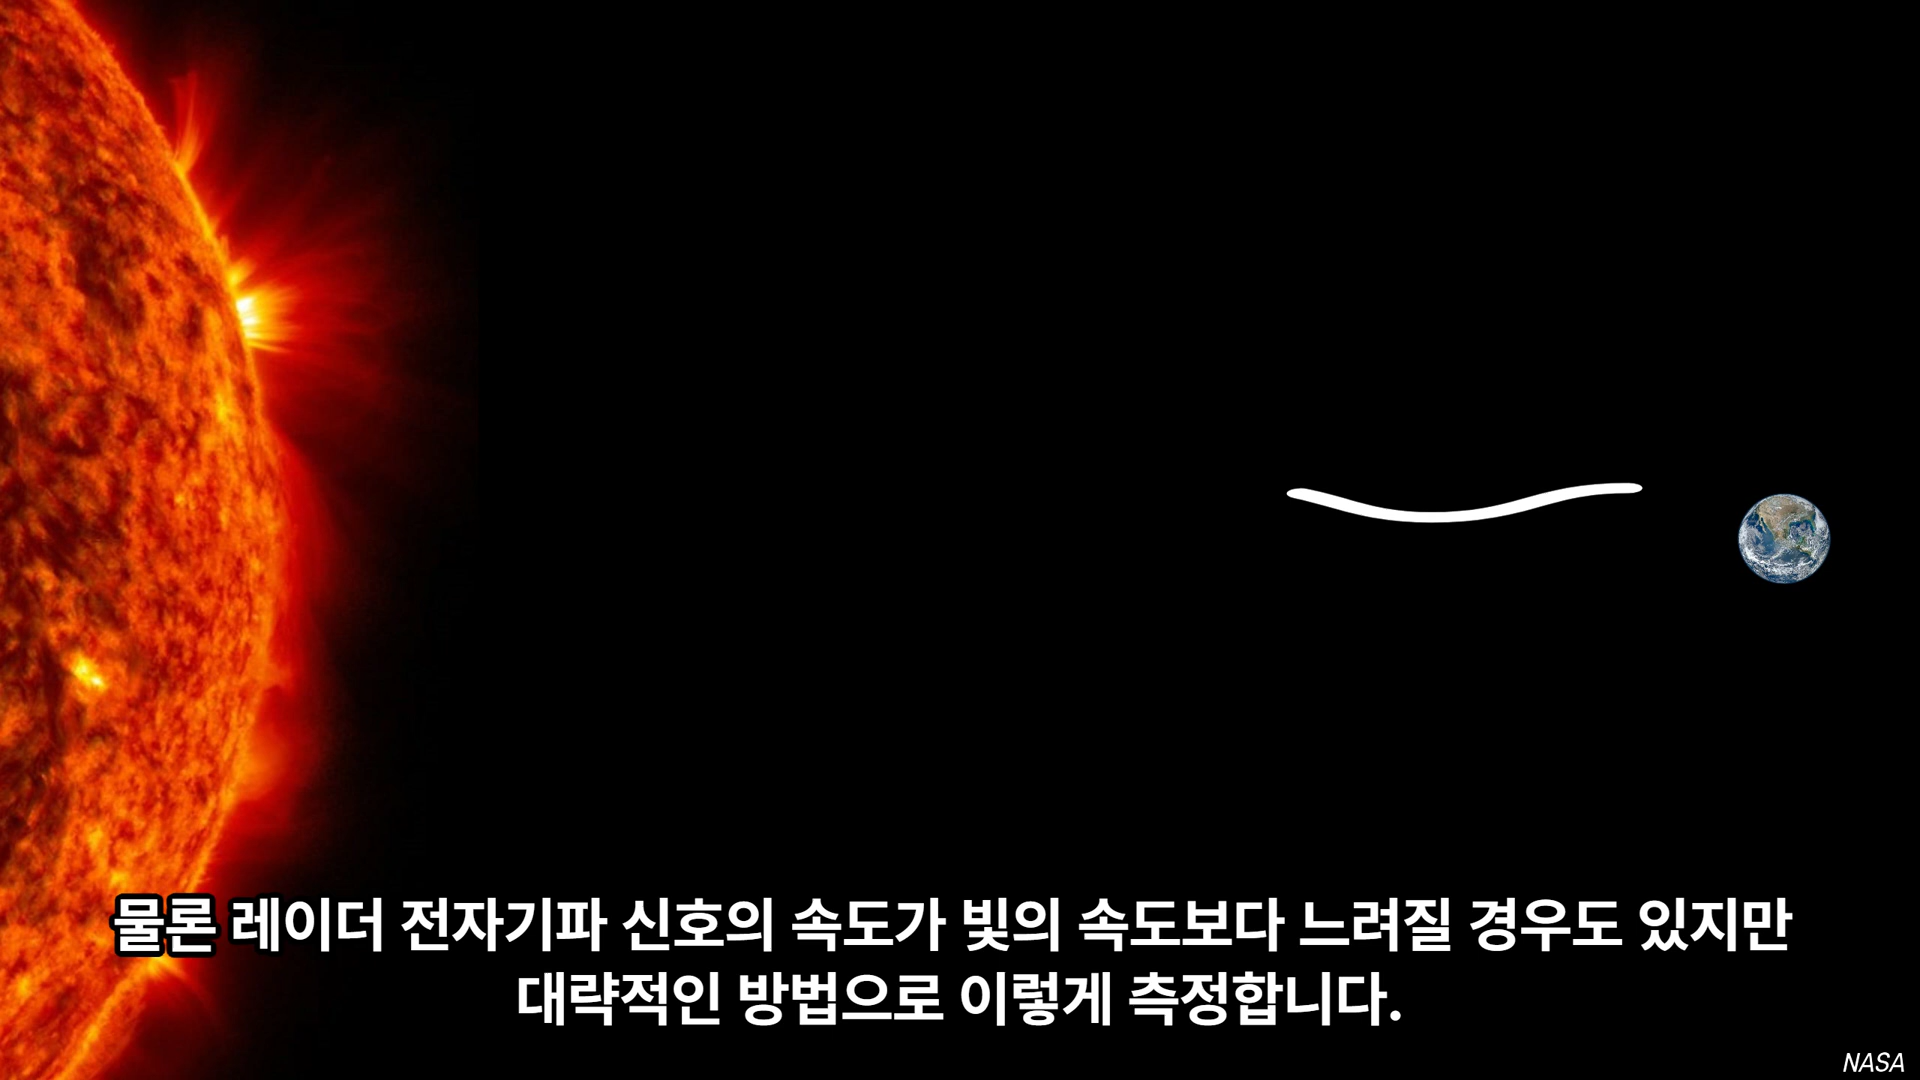 물론 레이더 전자기파 신호의 속도가 빛의 속도보다 느려질 경우도 있지만
대략적인 방법으로 이렇게 측정합니다.
NASA